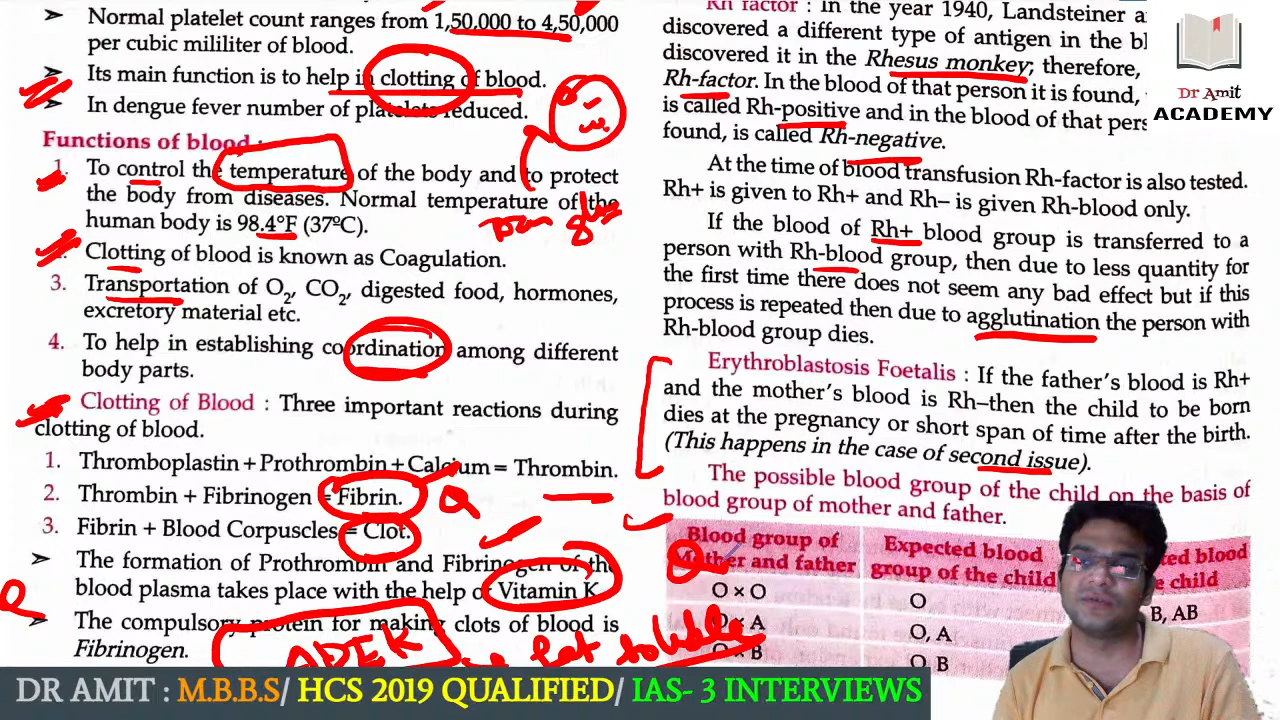 ➤ Normal platelet count ranges from 1,50,000 to 4,50,000
per cubic mililiter of blood.
➤ Its main function is to help in clotting of blood.
➤ In dengue fever number of platelets reduced.
Functions of blood :
1. To control the temperature of the body and to protect
the body from diseases. Normal temperature of the
human body is 98.4°F (37ºC).
Clotting of blood is known as Coagulation.
3. Transportation of O2, CO2, digested food, hormones,
excretory material etc.
4. To help in establishing coordination among different
body parts.
Clotting of Blood : Three important reactions during
clotting of blood.
1. Thromboplastin + Prothrombin + Calcium = Thrombin.
2. Thrombin + Fibrinogen = Fibrin.
3. Fibrin + Blood Corpuscles = Clot.
➤ The formation of Prothrombin and Fibrinogen of the
blood plasma takes place with the help of Vitamin K.
➤ The compulsory protein for making clots of blood is
Fibrinogen.
ADEK
fat soluble
Rh factor : In the year 1940, Landsteiner
discovered a different type of antigen in the
discovered it in the Rhesus monkey; therefore,
Rh-factor. In the blood of that person it is found,
is called Rh-positive and in the blood of that
found, is called Rh-negative.
At the time of blood transfusion Rh-factor is also tested.
Rh+ is given to Rh+ and Rh– is given Rh-blood only.
If the blood of Rh+ blood group is transferred to a
person with Rh-blood group, then due to less quantity for
the first time there does not seem any bad effect but if this
process is repeated then due to agglutination the person with
Rh-blood group dies.
Erythroblastosis Foetalis : If the father's blood is Rh+
and the mother's blood is Rh–then the child to be born
dies at the pregnancy or short span of time after the birth.
(This happens in the case of second issue).
The possible blood group of the child on the basis of
blood group of mother and father.
Blood group of
and father
Expected blood
group of the child
blood
child
O × O
O
B, AB
O × A
O, A
O × B
O, B
Dr Amit
ACADEMY
DR AMIT : M.B.B.S/ HCS 2019 QUALIFIED/ IAS- 3 INTERVIEWS